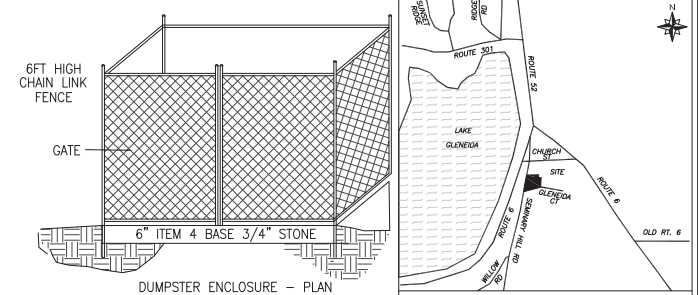 6FT HIGH
CHAIN LINK
FENCE
GATE
6" ITEM 4 BASE 3/4" STONE
DUMPSTER ENCLOSURE - PLAN
SUNSET
RIDGE
RIDGE
RD
N
ROUTE 301
ROUTE 52
LAKE
GLENEIDA
CHURCH
ST
SITE
GLENEIDA
CT
ROUTE 6
ROUTE 6
SEMINARY HILL RD
WILLOW
RD
OLD RT. 6